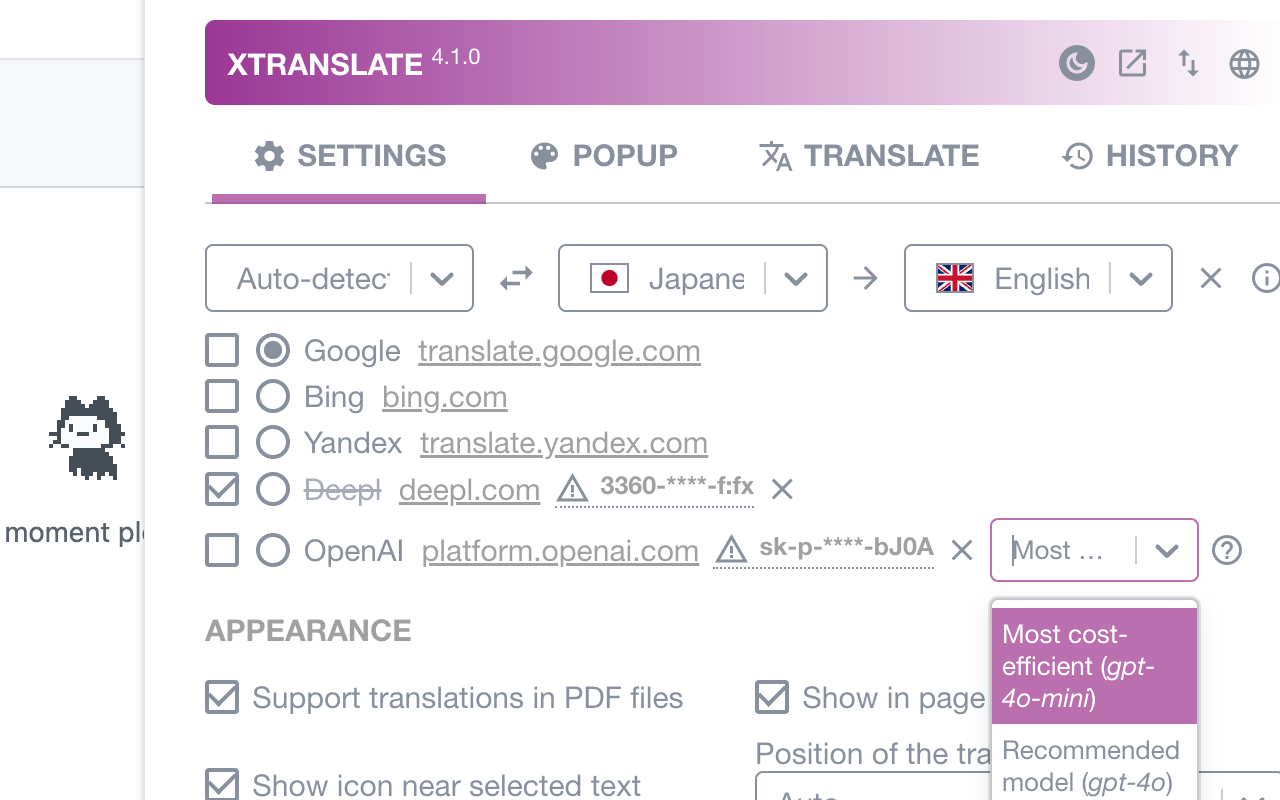 XTRANSLATE 4.1.0
SETTINGS
POPUP
TRANSLATE
HISTORY
Auto-detect
Japane
English
Google translate.google.com
Bing bing.com
Yandex translate.yandex.com
Deepl deepl.com 3360-****-f:fx
OpenAI platform.openai.com sk-p-****-bJ0A
Most ...
moment ple
APPEARANCE
Most cost-
efficient (gpt-
4o-mini)
Support translations in PDF files
Show in page
Position of the tra
Recommended
model (gpt-4o)
Show icon near selected text
Auto